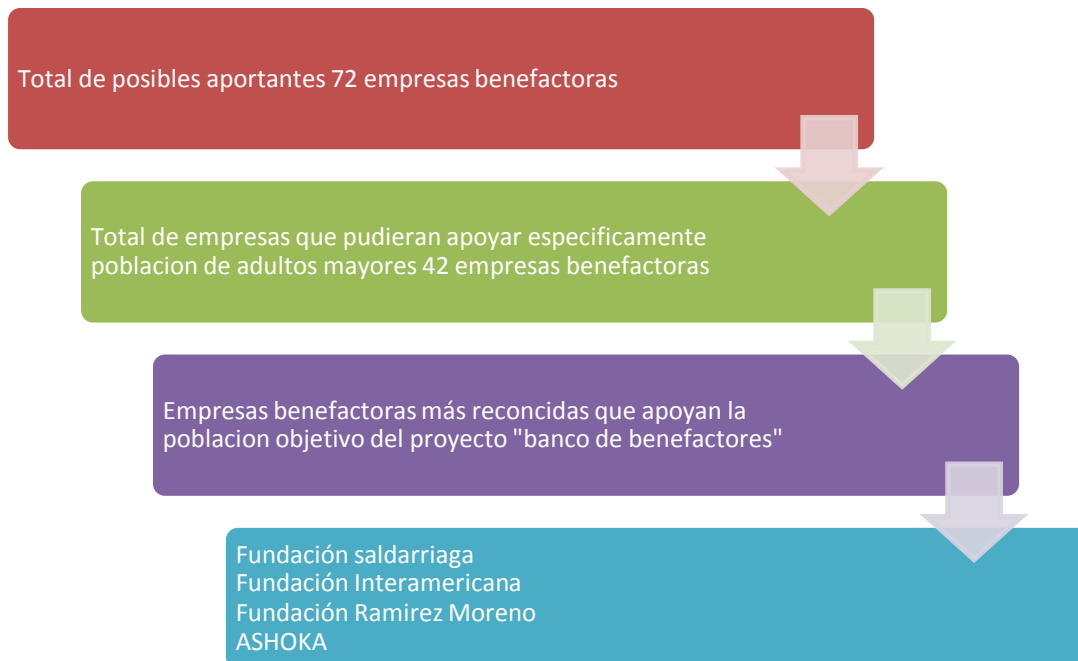 Total de posibles aportantes 72 empresas benefactoras
Total de empresas que pudieran apoyar especificamente
poblacion de adultos mayores 42 empresas benefactoras
Empresas benefactoras más reconcidas que apoyan la
poblacion objetivo del proyecto "banco de benefactores"
Fundación saldarriaga
Fundación Interamericana
Fundación Ramirez Moreno
ASHOKA